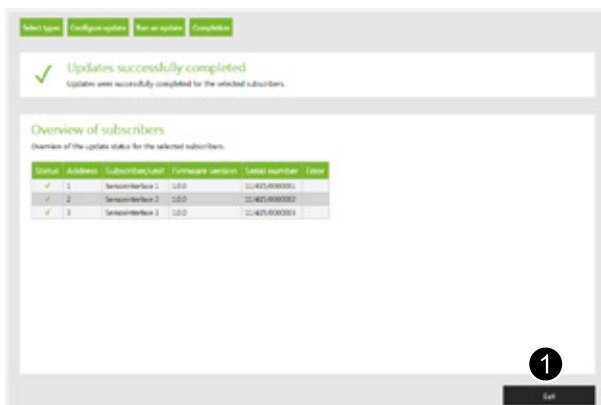 Select types Configure update Run an update Completion
Updates successfully completed
Updates were successfully completed for the selected subscribers.
Overview of subscribers
Overview of the update status for the selected subscribers.
Status Address Subscriber/unit Firmware version Serial number Error
✓ 1 Sensorinterface 1 1.0.0
✓ 2 Sensorinterface 2 1.0.0
✓ 3 Sensorinterface 3 1.0.0
1
Exit